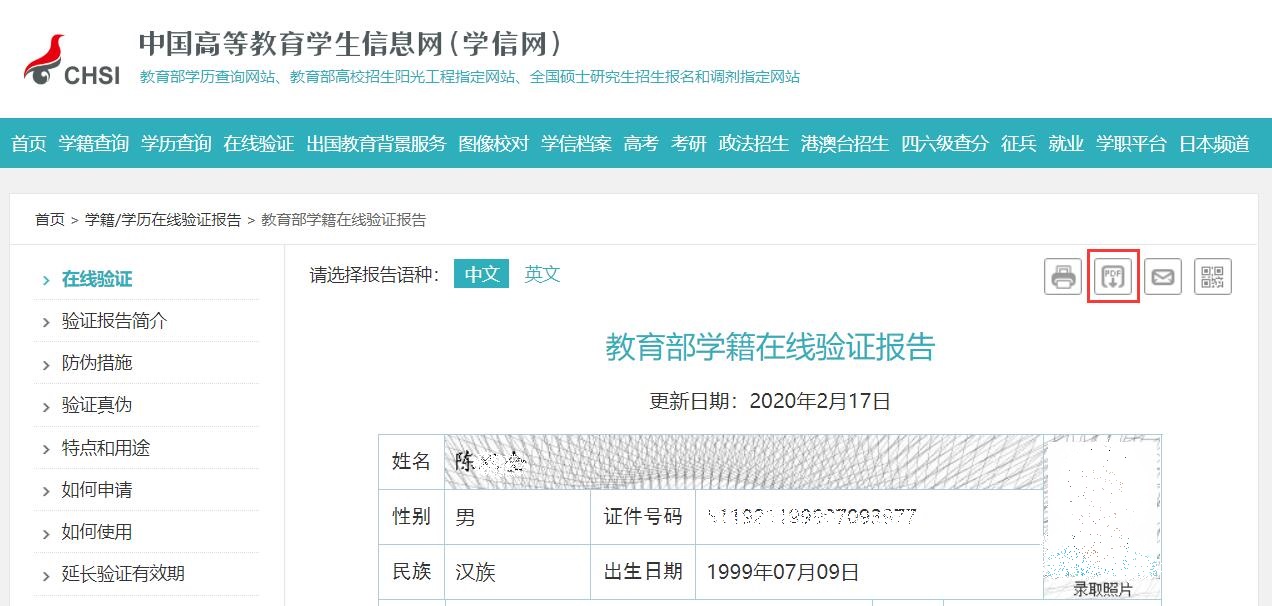 CHSI
中国高等教育学生信息网(学信网)
教育部学历查询网站、教育部高校招生阳光工程指定网站、全国硕士研究生招生报名和调剂指定网站
首页 学籍查询 学历查询 在线验证 出国教育背景服务 图像校对 学信档案 高考 考研 政法招生 港澳台招生 四六级查分 征兵 就业 学职平台 日本频道
首页 > 学籍/学历在线验证报告 > 教育部学籍在线验证报告
在线验证
验证报告简介
防伪措施
验证真伪
特点和用途
如何申请
如何使用
延长验证有效期
请选择报告语种: 中文 英文
PDF
教育部学籍在线验证报告
更新日期: 2020年2月17日
姓名 陈
性别 男 证件号码
民族 汉族 出生日期 1999年07月09日
录取照片